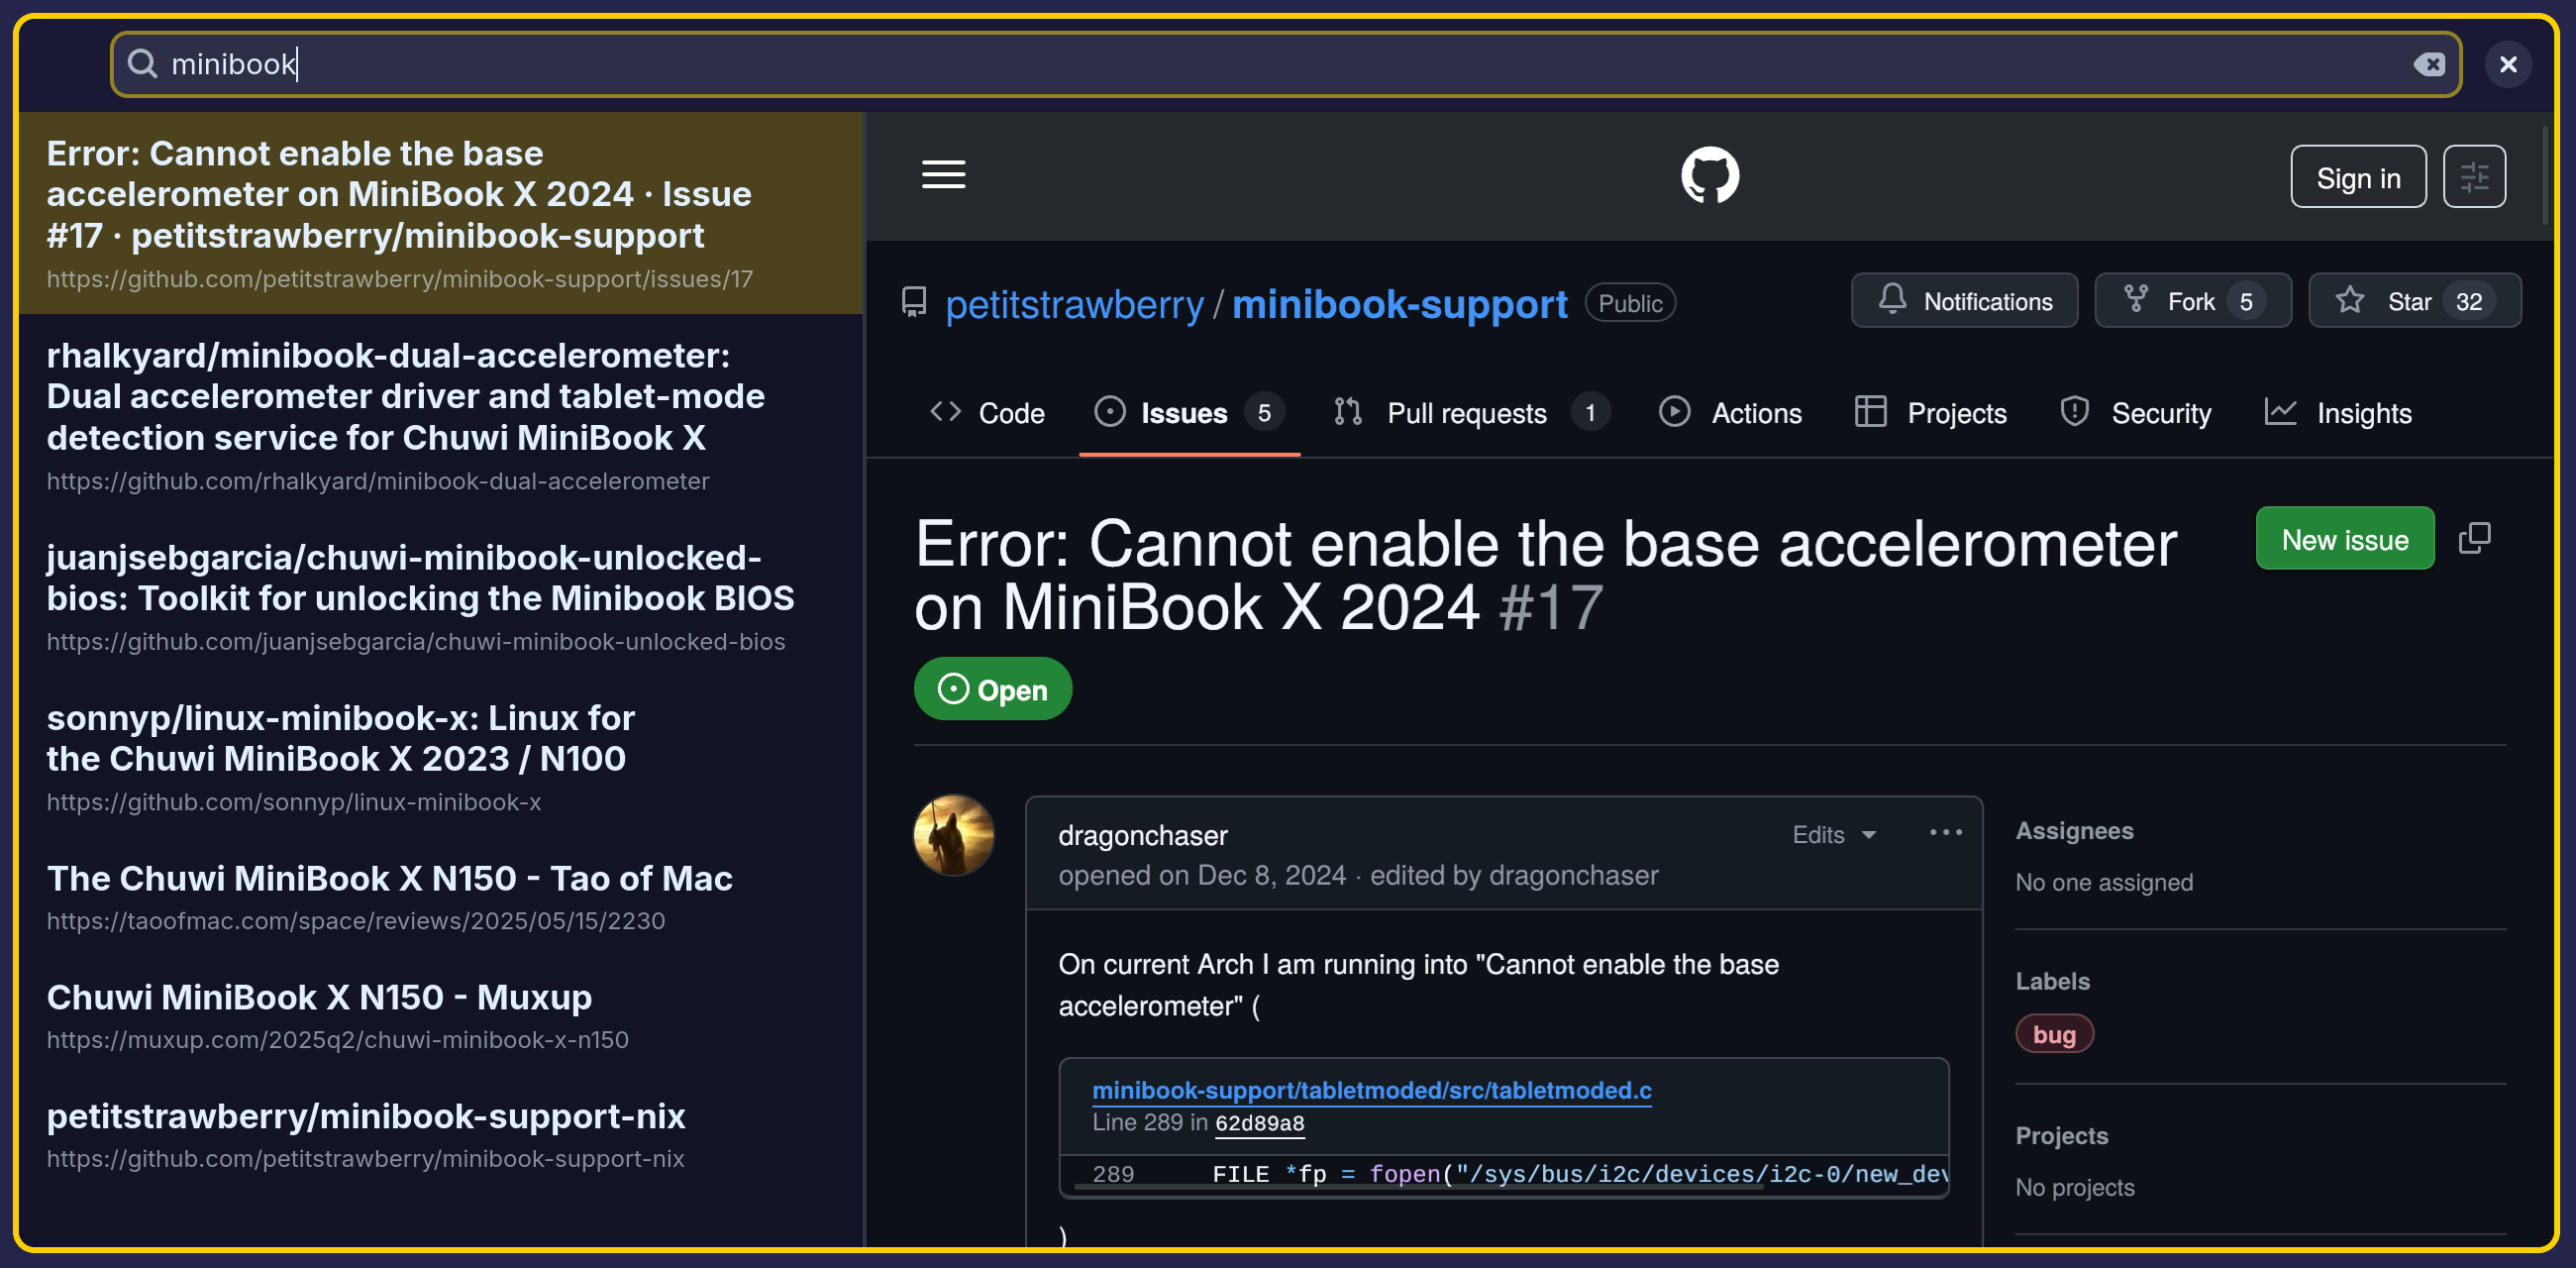 minibook
Error: Cannot enable the base
accelerometer on MiniBook X 2024 · Issue
#17 · petitstrawberry/minibook-support
https://github.com/petitstrawberry/minibook-support/issues/17
rhalkyard/minibook-dual-accelerometer:
Dual accelerometer driver and tablet-mode
detection service for Chuwi MiniBook X
https://github.com/rhalkyard/minibook-dual-accelerometer
juanjsebgarcia/chuwi-minibook-unlocked-
bios: Toolkit for unlocking the Minibook BIOS
https://github.com/juanjsebgarcia/chuwi-minibook-unlocked-bios
sonnyp/linux-minibook-x: Linux for
the Chuwi MiniBook X 2023 / N100
https://github.com/sonnyp/linux-minibook-x
The Chuwi MiniBook X N150 - Tao of Mac
https://taoofmac.com/space/reviews/2025/05/15/2230
Chuwi MiniBook X N150 - Muxup
https://muxup.com/2025q2/chuwi-minibook-x-n150
petitstrawberry/minibook-support-nix
https://github.com/petitstrawberry/minibook-support-nix
Sign in
petitstrawberry / minibook-support Public
Notifications Fork 5 Star 32
Code Issues 5 Pull requests 1 Actions Projects Security Insights
Error: Cannot enable the base accelerometer
on MiniBook X 2024 #17
New issue
Open
dragonchaser
opened on Dec 8, 2024 · edited by dragonchaser
Edits
On current Arch I am running into "Cannot enable the base
accelerometer" (
minibook-support/tabletmoded/src/tabletmoded.c
Line 289 in 62d89a8
289 FILE *fp = fopen("/sys/bus/i2c/devices/i2c-0/new_dev
)
Assignees
No one assigned
Labels
bug
Projects
No projects